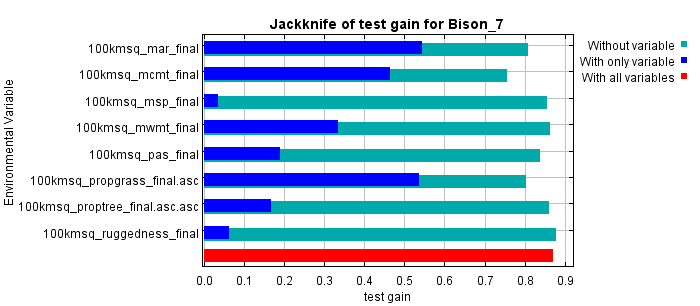 Jackknife of test gain for Bison_7
Environmental Variable
100kmsq_mar_final
100kmsq_mcmt_final
100kmsq_msp_final
100kmsq_mwmt_final
100kmsq_pas_final
100kmsq_propgrass_final.asc
100kmsq_proptree_final.asc.asc
100kmsq_ruggedness_final
Without variable
With only variable
With all variables
0.0 0.1 0.2 0.3 0.4 0.5 0.6 0.7 0.8 0.9
test gain